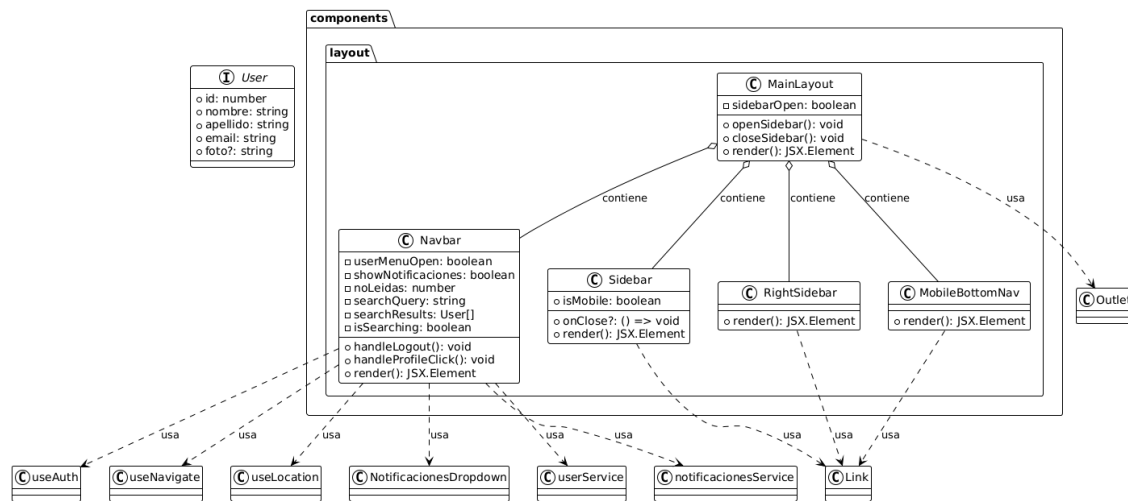 components
layout
I User
id: number
nombre: string
apellido: string
email: string
foto?: string
C MainLayout
sidebarOpen: boolean
openSidebar(): void
closeSidebar(): void
render(): JSX.Element
contiene
contiene
contiene
contiene
usa
C Navbar
userMenuOpen: boolean
showNotificaciones: boolean
noLeidas: number
searchQuery: string
searchResults: User[]
isSearching: boolean
handleLogout(): void
handleProfileClick(): void
render(): JSX.Element
C Sidebar
isMobile: boolean
onClose?: () => void
render(): JSX.Element
C RightSidebar
render(): JSX.Element
C MobileBottomNav
render(): JSX.Element
C Outlet
usa
usa
usa
usa
usa
usa
usa
usa
usa
C useAuth
C useNavigate
C useLocation
C NotificacionesDropdown
C userService
C notificacionesService
C Link